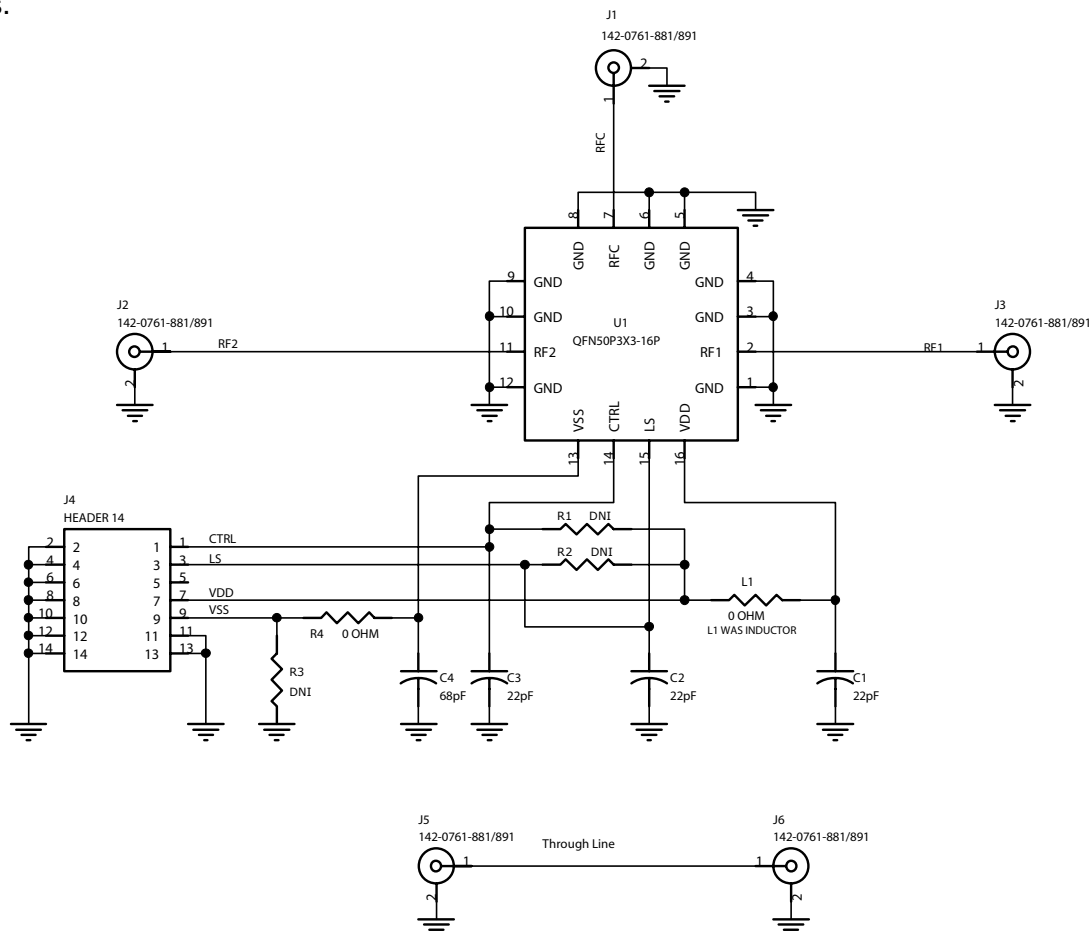 s.
J1
142-0761-881/891
2
1
RFC
8
7
6
5
GND
RFC
GND
GND
9
GND
GND
4
10
GND
GND
3
U1
QFN50P3X3-16P
11
RF2
RF1
2
12
GND
GND
1
VSS
CTRL
LS
VDD
13
14
15
16
J2
142-0761-881/891
1
RF2
2
J3
142-0761-881/891
RF1
1
2
J4
HEADER 14
2
2
1
1
CTRL
4
4
3
3
LS
6
6
5
5
8
8
7
7
VDD
10
10
9
9
VSS
12
12
11
11
14
14
13
13
R1
DNI
R2
DNI
L1
0 OHM
L1 WAS INDUCTOR
R4
0 OHM
R3
DNI
C4
68pF
C3
22pF
C2
22pF
C1
22pF
J5
142-0761-881/891
1
2
Through Line
J6
142-0761-881/891
1
2